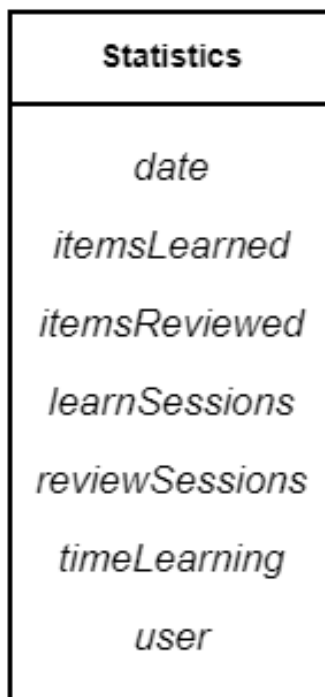 Statistics
date
itemsLearned
itemsReviewed
learnSessions
reviewSessions
timeLearning
user